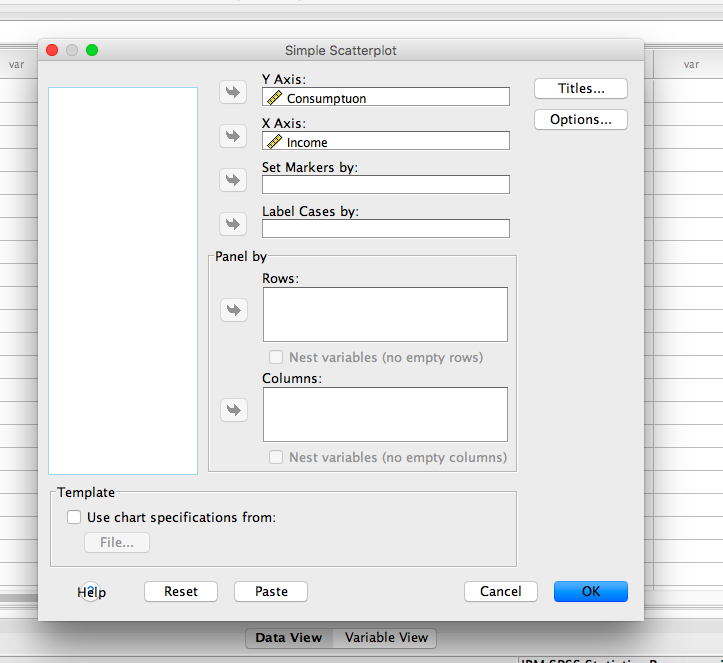 Simple Scatterplot
var
var
Y Axis:
Consumptuon
Titles...
X Axis:
Income
Options...
Set Markers by:
Label Cases by:
Panel by
Rows:
Nest variables (no empty rows)
Columns:
Nest variables (no empty columns)
Template
Use chart specifications from:
File...
Help
Reset
Paste
Cancel
OK
Data View
Variable View
IBM SPSS Statistics